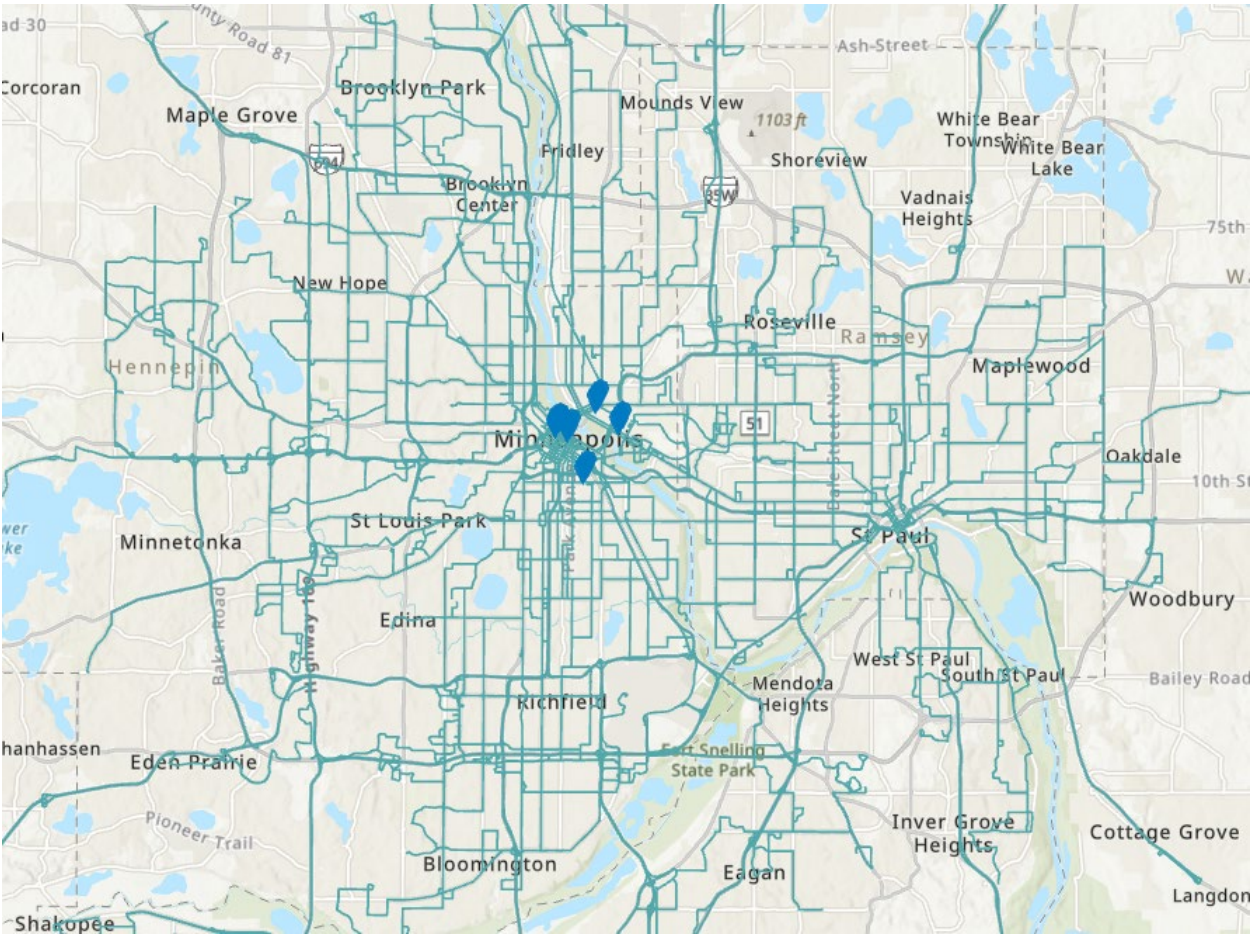 ad 30
County Road 81
Ash Street
Corcoran
Brooklyn Park
Maple Grove
Mounds View
1103 ft
White Bear
Township
Fridley
Shoreview
White Bear
Lake
694
35W
Brooklyn
Center
Vadnais
Heights
75th
New Hope
Roseville
Ramsey
Hennepin
Maplewood
Dale Street North
51
Minneapolis
Oakdale
10th St
St Louis Park
Park Aven
St Paul
Minnetonka
wer
ke
Highway 169
Baker Road
Edina
Woodbury
West St Paul
South St Paul
Bailey Road
Mendota
Heights
Richfield
hanhassen
Eden Prairie
Fort Snelling
State Park
Pioneer Trail
Inver Grove
Heights
Cottage Grove
Bloomington
Eagan
Langdon
Shakopee